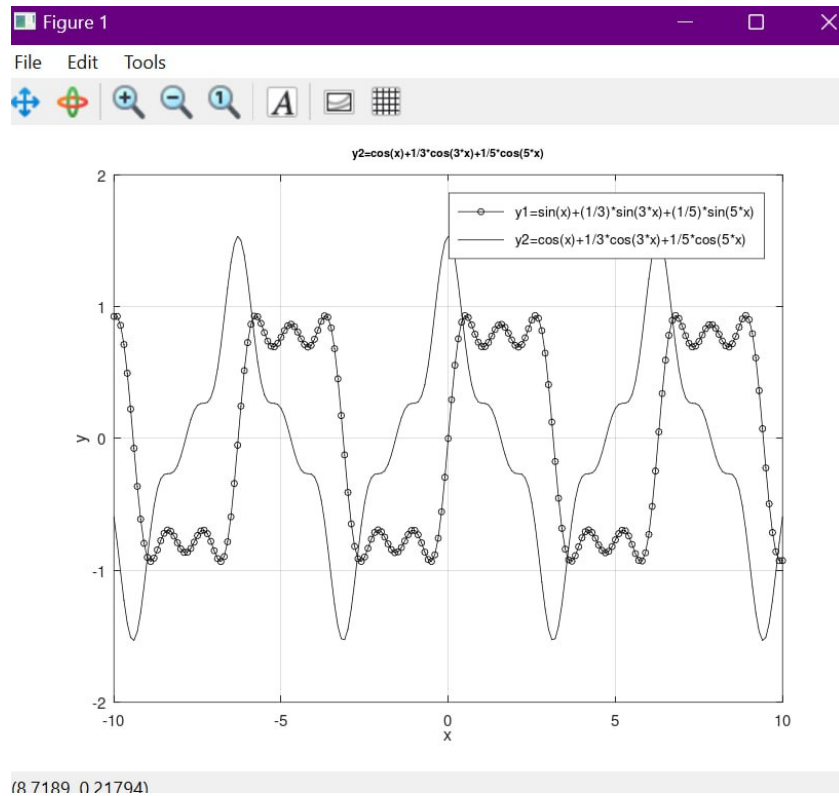 Figure 1
File Edit Tools
A
y2=cos(x)+1/3*cos(3*x)+1/5*cos(5*x)
y1=sin(x)+(1/3)*sin(3*x)+(1/5)*sin(5*x)
y2=cos(x)+1/3*cos(3*x)+1/5*cos(5*x)
2
1
0
-1
-2
y
-10 -5 0 5 10
x
(8.7189, 0.21794)